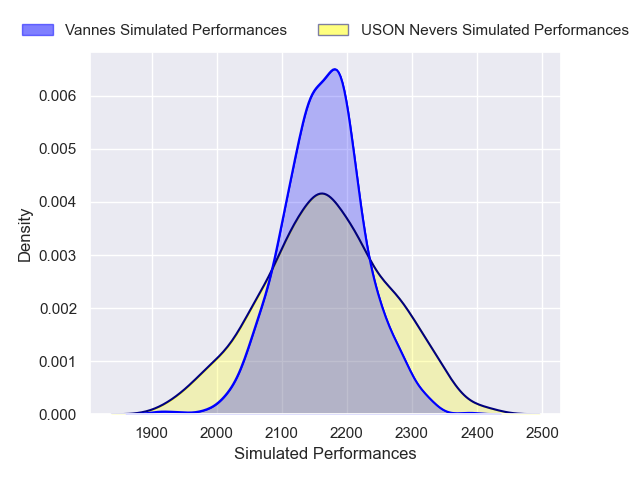 Vannes Simulated Performances USON Nevers Simulated Performances
0.006
0.005
0.004
0.003
0.002
0.001
0.000
Density
1900 2000 2100 2200 2300 2400 2500
Simulated Performances